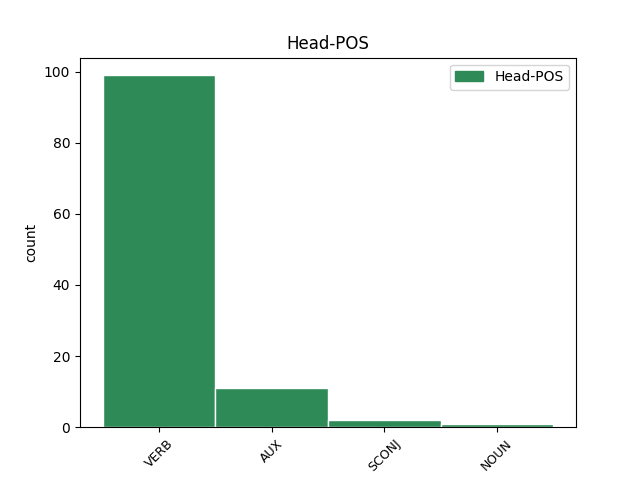 Head-POS
Head-POS
100
80
60
40
20
0
count
VERB
AUX
SCONJ
NOUN